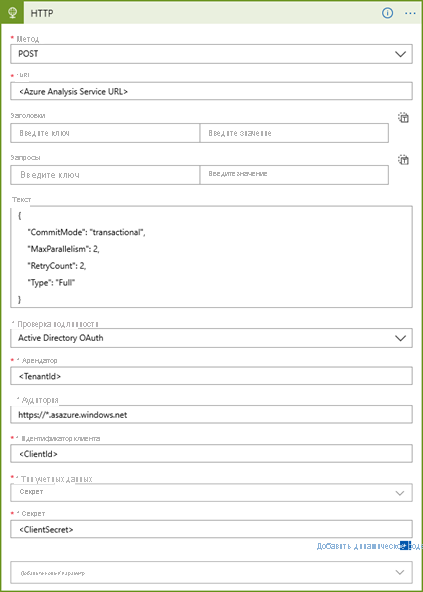 HTTP
* Метод
POST
* URI
<Azure Analysis Service URL>
Заголовки
Введите ключ
Введите значение
Запросы
Введите ключ
Введите значение
Текст
{
"CommitMode": "transactional",
"MaxParallelism": 2,
"RetryCount": 2,
"Type": "Full"
}
* Проверка подлинности
Active Directory OAuth
* * Арендатор
<TenantId>
* Аудитория
https://*.asazure.windows.net
* * Идентификатор клиента
<ClientId>
* * Тип учетных данных
Секрет
* * Секрет
<ClientSecret>
Добавить динамическое
Добавить новый параметр